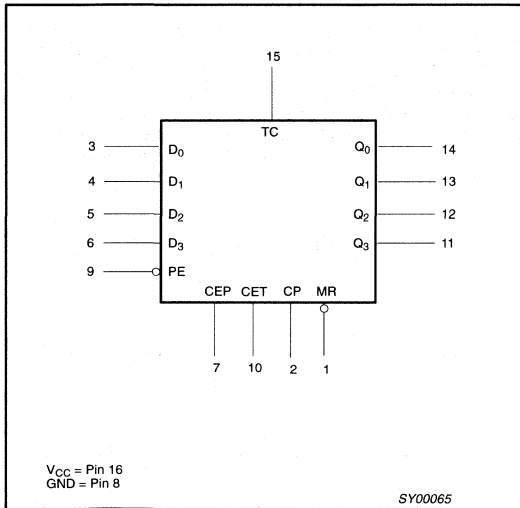 15
TC
3 D0 Q0 14
4 D1 Q1 13
5 D2 Q2 12
6 D3 Q3 11
9 PE
CEP CET CP MR
7 10 2 1
VCC = Pin 16
GND = Pin 8
SY00065